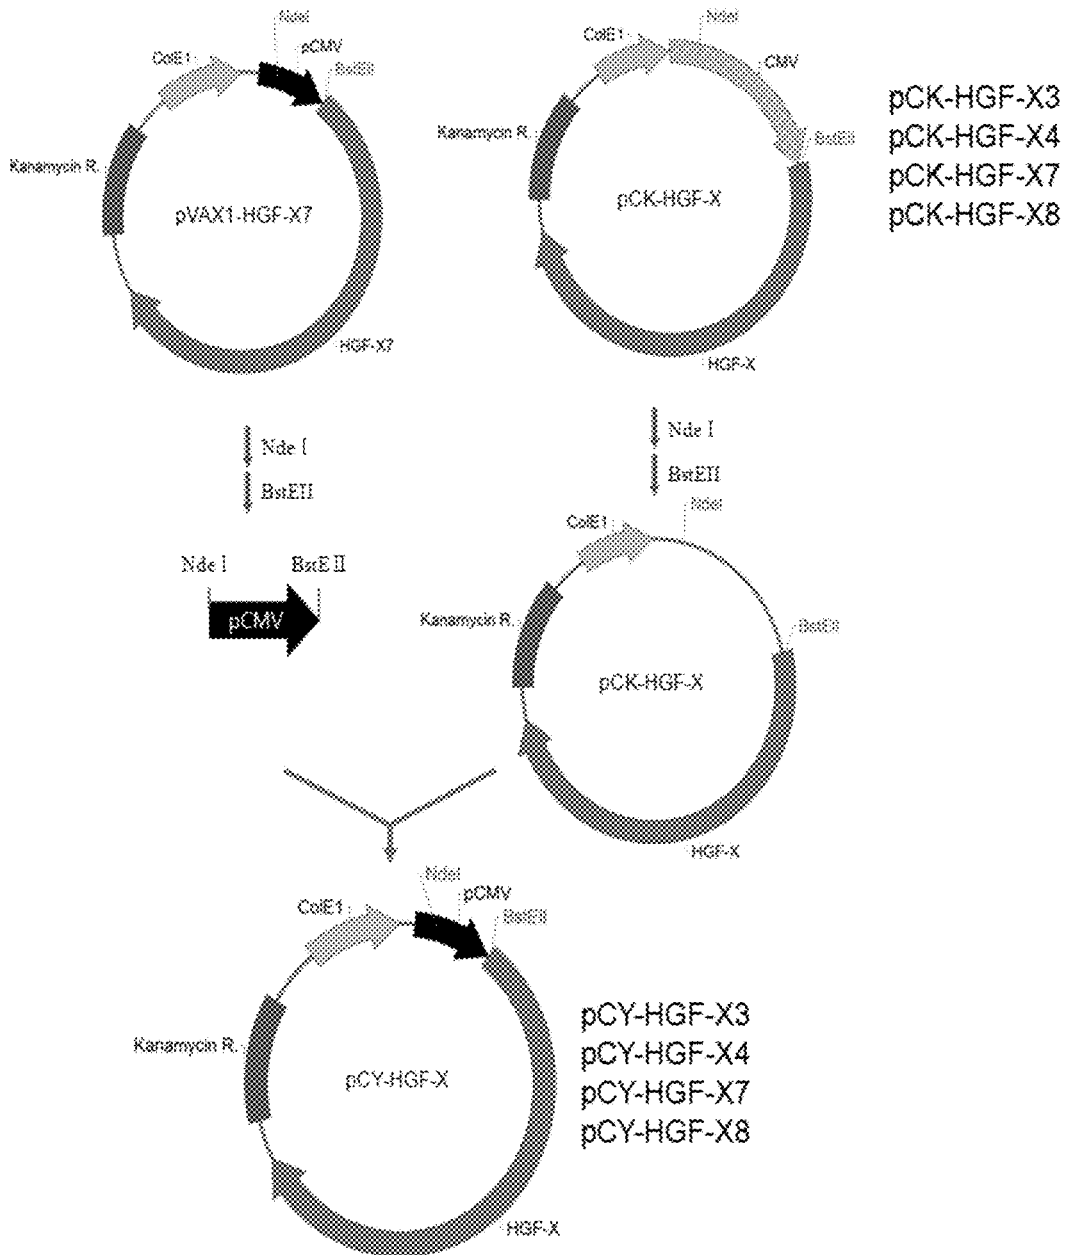 NdeI
pCMV
ColE1
BstEII
Kanamycin R.
pVAX1-HGF-X7
HGF-X7
NdeI
ColE1
CMV
BstEII
Kanamycin R.
pCK-HGF-X
HGF-X
pCK-HGF-X3
pCK-HGF-X4
pCK-HGF-X7
pCK-HGF-X8
Nde I
BstEII
Nde I
BstEII
Nde I
BstE II
pCMV
NdeI
ColE1
BstEII
Kanamycin R.
pCK-HGF-X
HGF-X
NdeI
pCMV
ColE1
BstEII
Kanamycin R.
pCY-HGF-X
HGF-X
pCY-HGF-X3
pCY-HGF-X4
pCY-HGF-X7
pCY-HGF-X8